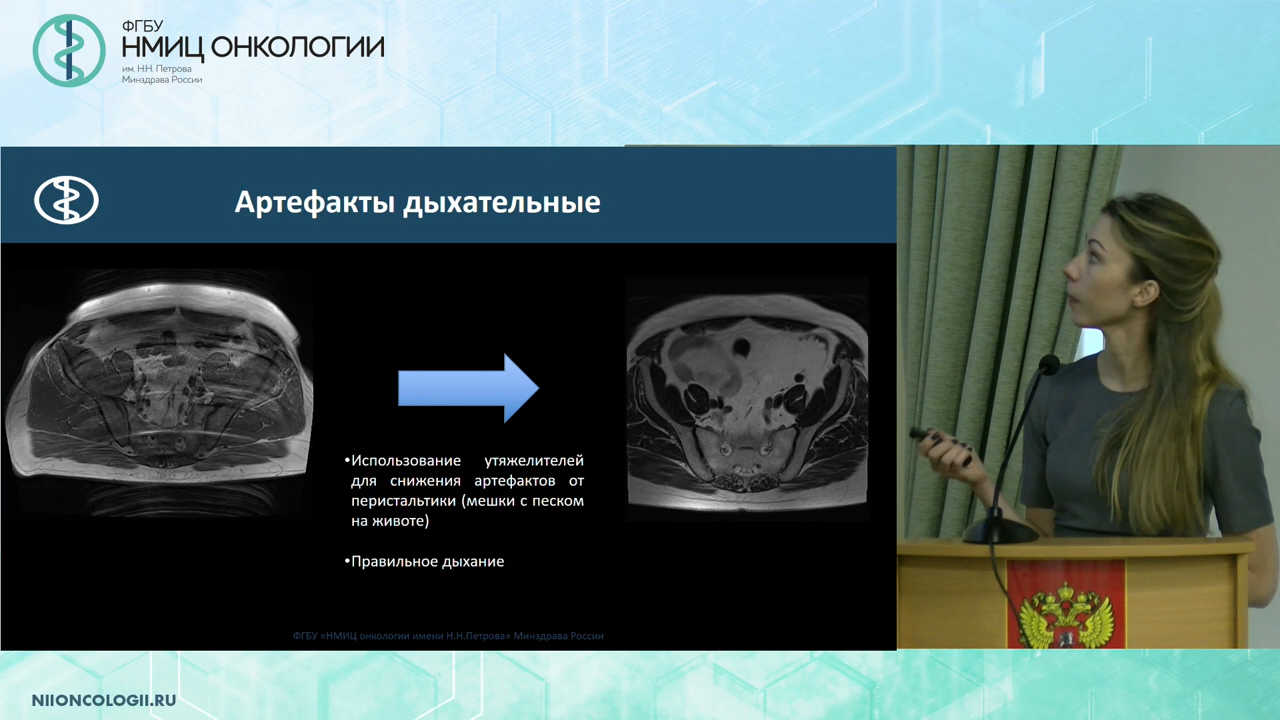 ФГБУ
НМИЦ ОНКОЛОГИИ
им. Н.Н. Петрова
Минздрава России
Артефакты дыхательные
•Использование утяжелителей
для снижения артефактов от
перистальтики (мешки с песком
на животе)
•Правильное дыхание
ФГБУ «НМИЦ онкологии имени Н.Н.Петрова» Минздрава России
NIIONCOLOGII.RU